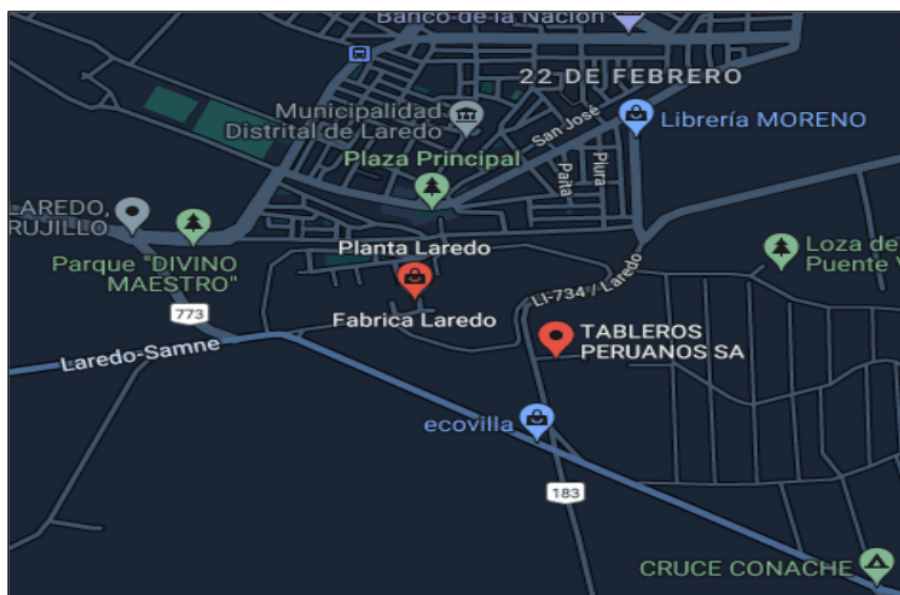 Banco de la Nación
22 DE FEBRERO
Municipalidad
Distrital de Laredo
San José
Librería MORENO
Plaza Principal
Paita
Piura
LAREDO,
RUJILLO
Parque "DIVINO
MAESTRO"
Planta Laredo
Loza de
Puente V
LI-734 / Laredo
773
Fabrica Laredo
TABLEROS
PERUANOS SA
Laredo-Samne
ecovilla
183
CRUCE CONACHE